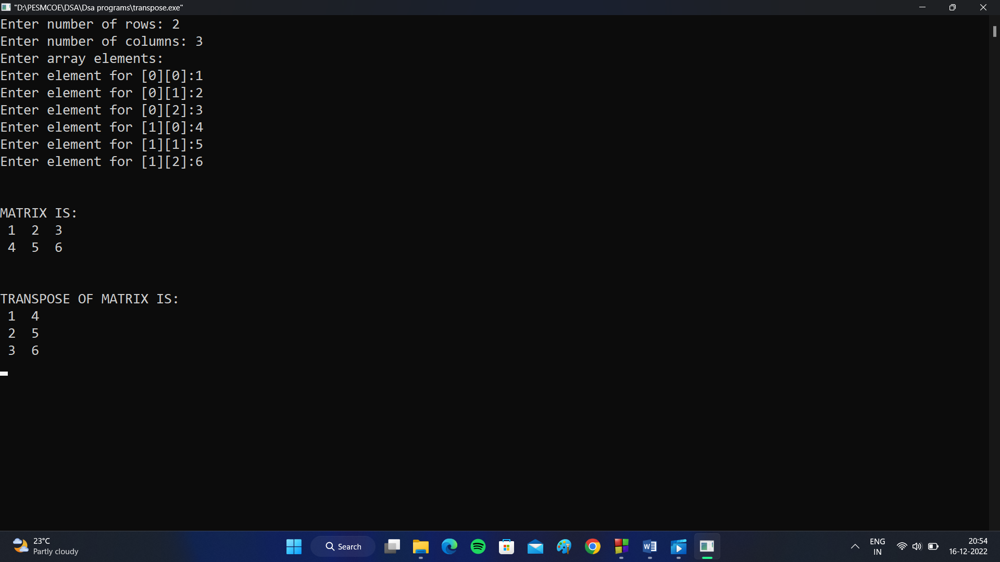 "D:\PESMCOE\DSA\Dsa programs\transpose.exe"
Enter number of rows: 2
Enter number of columns: 3
Enter array elements:
Enter element for [0][0]:1
Enter element for [0][1]:2
Enter element for [0][2]:3
Enter element for [1][0]:4
Enter element for [1][1]:5
Enter element for [1][2]:6
MATRIX IS:
1 2 3
4 5 6
TRANSPOSE OF MATRIX IS:
1 4
2 5
3 6
23°C
Partly cloudy
Search
W
ENG
IN
20:54
16-12-2022